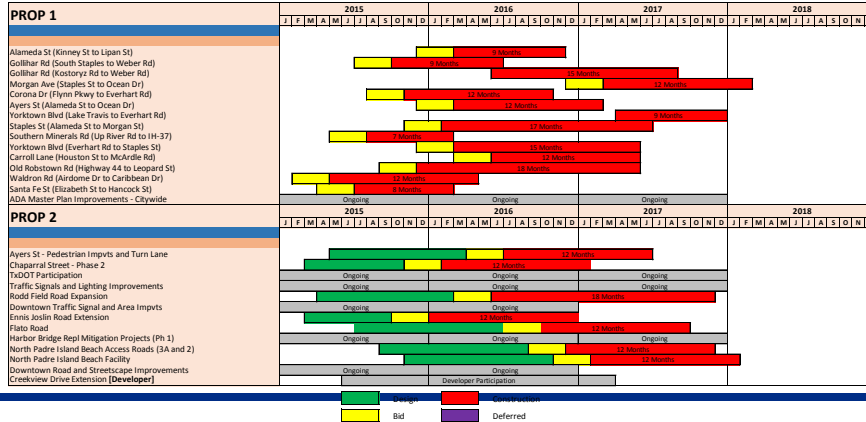 PROP 1 2015 2016 2017 2018
J F M A M J J A S O N D J F M A M J J A S O N D J F M A M J J A S O N D J F M A M J J A S O N
Alameda St (Kinney St to Lipan St) 9 Months
Gollihar Rd (South Staples to Weber Rd) 9 Months
Gollihar Rd (Kostoryz Rd to Weber Rd) 15 Months
Morgan Ave (Staples St to Ocean Dr) 12 Months
Corona Dr (Flynn Pkwy to Everhart Rd) 12 Months
Ayers St (Alameda St to Ocean Dr) 12 Months
Yorktown Blvd (Lake Travis to Everhart Rd) 9 Months
Staples St (Alameda St to Morgan St) 17 Months
Southern Minerals Rd (Up River Rd to IH-37) 7 Months
Yorktown Blvd (Everhart Rd to Staples St) 15 Months
Carroll Lane (Houston St to McArdle Rd) 12 Months
Old Robstown Rd (Highway 44 to Leopard St) 18 Months
Waldron Rd (Airdome Dr to Caribbean Dr) 12 Months
Santa Fe St (Elizabeth St to Hancock St) 8 Months
ADA Master Plan Improvements - Citywide Ongoing Ongoing Ongoing
PROP 2 2015 2016 2017 2018
J F M A M J J A S O N D J F M A M J J A S O N D J F M A M J J A S O N D J F M A M J J A S O N
Ayers St - Pedestrian Impvts and Turn Lane 12 Months
Chaparral Street - Phase 2 12 Months
TxDOT Participation Ongoing Ongoing Ongoing
Traffic Signals and Lighting Improvements Ongoing Ongoing Ongoing
Rodd Field Road Expansion 18 Months
Downtown Traffic Signal and Area Impvts Ongoing Ongoing
Ennis Joslin Road Extension 12 Months
Flato Road 12 Months
Harbor Bridge Repl Mitigation Projects (Ph 1) Ongoing Ongoing Ongoing
North Padre Island Beach Access Roads (3A and 2) 12 Months
North Padre Island Beach Facility 12 Months
Downtown Road and Streetscape Improvements Ongoing Ongoing
Creekview Drive Extension [Developer] Developer Participation
Design Construction
Bid Deferred